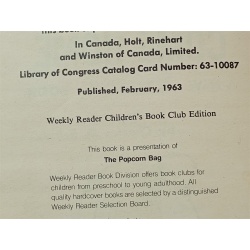 This book
In Canada, Holt, Rinehart
and Winston of Canada, Limited.
Library of Congress Catalog Card Number: 63-10087
Published, February, 1963
Weekly Reader Children's Book Club Edition
This book is a presentation of
The Popcorn Bag
Weekly Reader Book Division offers book clubs for
children from preschool to young adulthood. All
quality hardcover books are selected by a distinguished
Weekly Reader Selection Board.